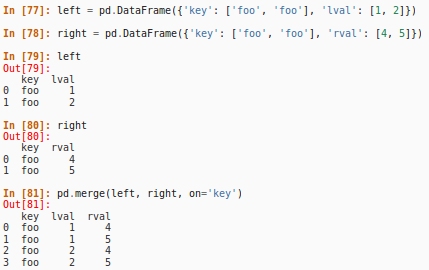 In [77]: left = pd.DataFrame({'key': ['foo', 'foo'], 'lval': [1, 2]})
In [78]: right = pd.DataFrame({'key': ['foo', 'foo'], 'rval': [4, 5]})
In [79]: left
Out[79]:
   key  lval
0  foo     1
1  foo     2
In [80]: right
Out[80]:
   key  rval
0  foo     4
1  foo     5
In [81]: pd.merge(left, right, on='key')
Out[81]:
   key  lval  rval
0  foo     1     4
1  foo     1     5
2  foo     2     4
3  foo     2     5